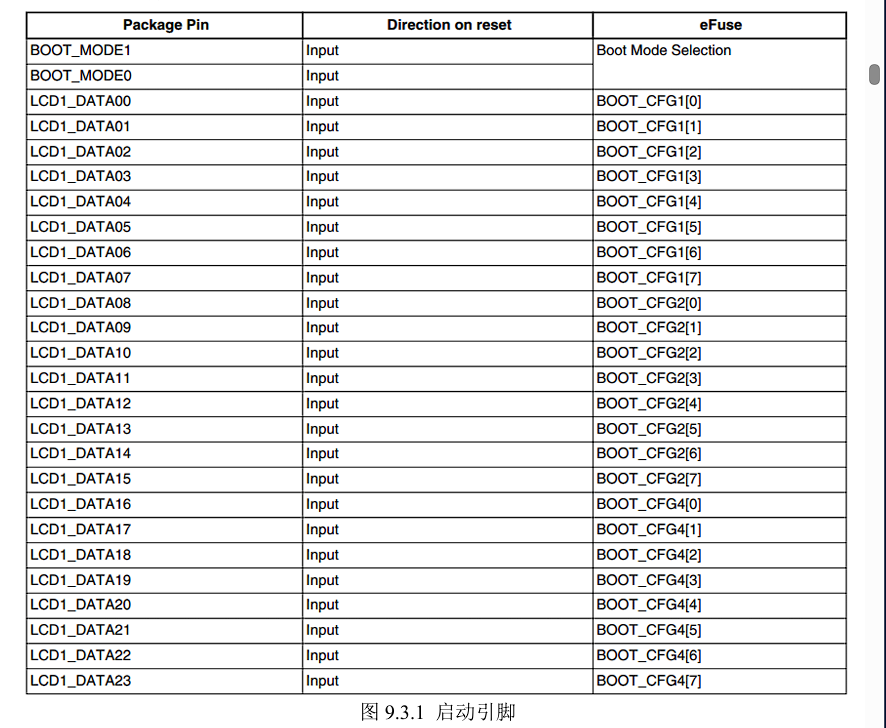 Package Pin Direction on reset eFuse
BOOT_MODE1 Input Boot Mode Selection
BOOT_MODE0 Input
LCD1_DATA00 Input BOOT_CFG1[0]
LCD1_DATA01 Input BOOT_CFG1[1]
LCD1_DATA02 Input BOOT_CFG1[2]
LCD1_DATA03 Input BOOT_CFG1[3]
LCD1_DATA04 Input BOOT_CFG1[4]
LCD1_DATA05 Input BOOT_CFG1[5]
LCD1_DATA06 Input BOOT_CFG1[6]
LCD1_DATA07 Input BOOT_CFG1[7]
LCD1_DATA08 Input BOOT_CFG2[0]
LCD1_DATA09 Input BOOT_CFG2[1]
LCD1_DATA10 Input BOOT_CFG2[2]
LCD1_DATA11 Input BOOT_CFG2[3]
LCD1_DATA12 Input BOOT_CFG2[4]
LCD1_DATA13 Input BOOT_CFG2[5]
LCD1_DATA14 Input BOOT_CFG2[6]
LCD1_DATA15 Input BOOT_CFG2[7]
LCD1_DATA16 Input BOOT_CFG4[0]
LCD1_DATA17 Input BOOT_CFG4[1]
LCD1_DATA18 Input BOOT_CFG4[2]
LCD1_DATA19 Input BOOT_CFG4[3]
LCD1_DATA20 Input BOOT_CFG4[4]
LCD1_DATA21 Input BOOT_CFG4[5]
LCD1_DATA22 Input BOOT_CFG4[6]
LCD1_DATA23 Input BOOT_CFG4[7]
图 9.3.1 启动引脚